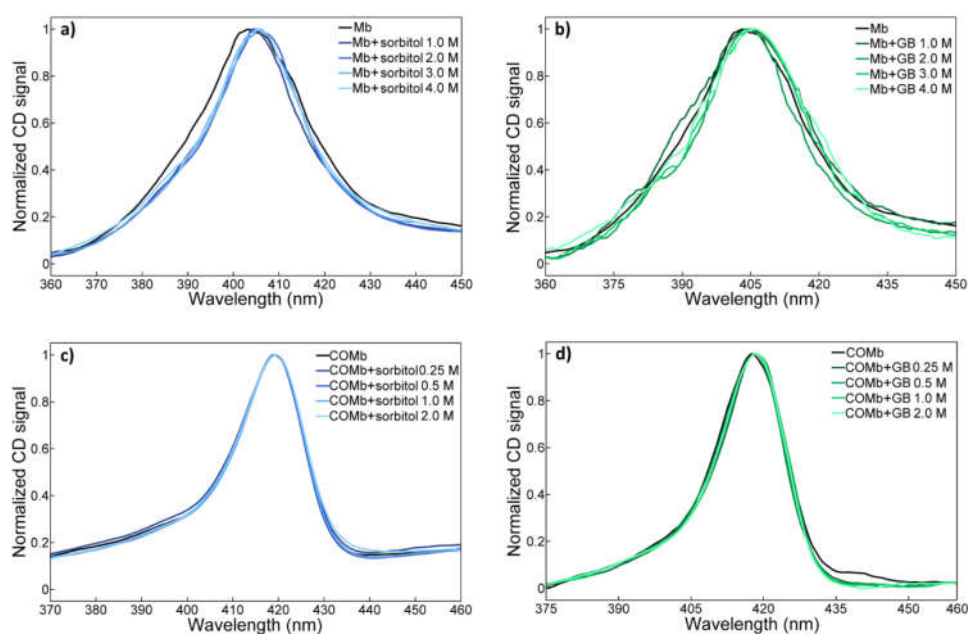 a)
Mb
Mb+sorbitol 1.0 M
Mb+sorbitol 2.0 M
Mb+sorbitol 3.0 M
Mb+sorbitol 4.0 M
Normalized CD signal
1
0.8
0.6
0.4
0.2
0
360 370 380 390 400 410 420 430 440 450
Wavelength (nm)
b)
Mb
Mb+GB 1.0 M
Mb+GB 2.0 M
Mb+GB 3.0 M
Mb+GB 4.0 M
Normalized CD signal
1
0.8
0.6
0.4
0.2
0
360 375 390 405 420 435 450
Wavelength (nm)
c)
COMb
COMb+sorbitol 0.25 M
COMb+sorbitol 0.5 M
COMb+sorbitol 1.0 M
COMb+sorbitol 2.0 M
Normalized CD signal
1
0.8
0.6
0.4
0.2
0
370 380 390 400 410 420 430 440 450 460
Wavelength (nm)
d)
COMb
COMb+GB 0.25 M
COMb+GB 0.5 M
COMb+GB 1.0 M
COMb+GB 2.0 M
Normalized CD signal
1
0.8
0.6
0.4
0.2
0
375 390 405 420 435 460
Wavelength (nm)